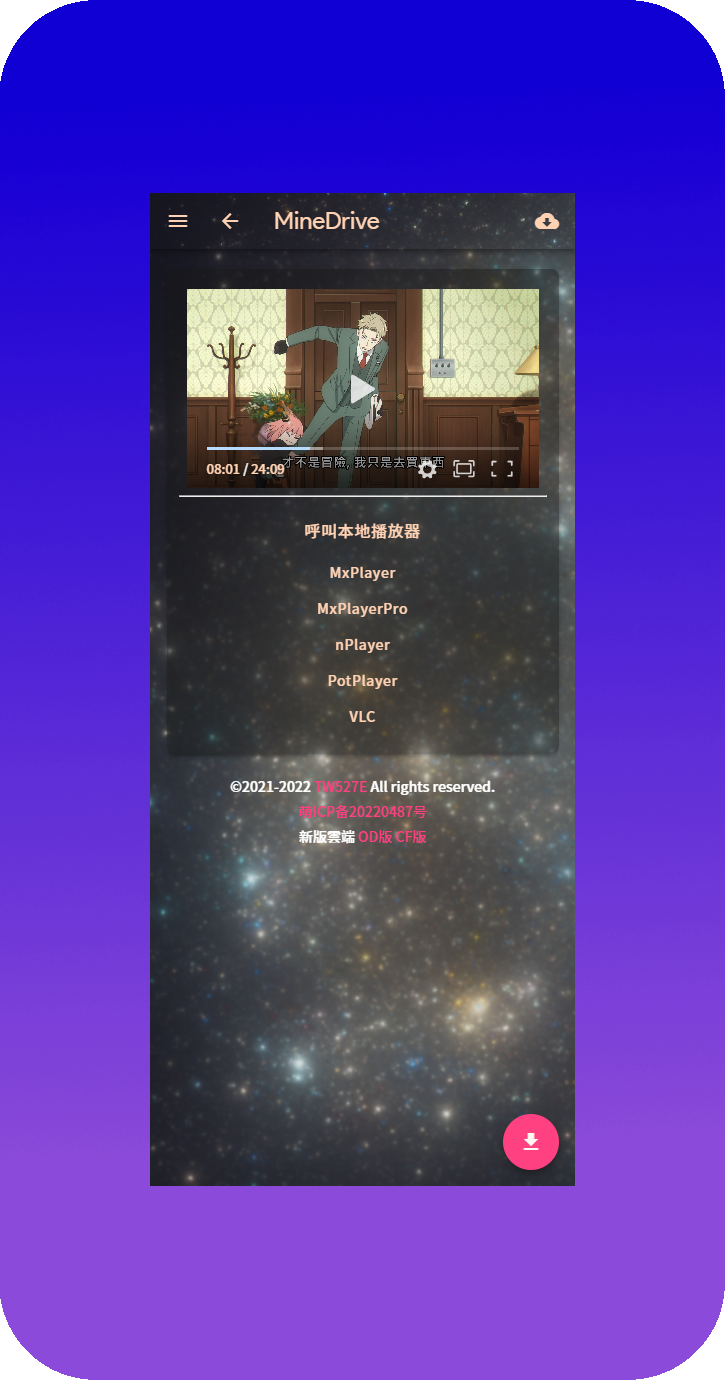 MineDrive
才不是冒險, 我只是去買東西
08:01 / 24:09
呼叫本地播放器
MxPlayer
MxPlayerPro
nPlayer
PotPlayer
VLC
©2021-2022 TW527E All rights reserved.
萌ICP备20220487号
新版雲端 OD版 CF版